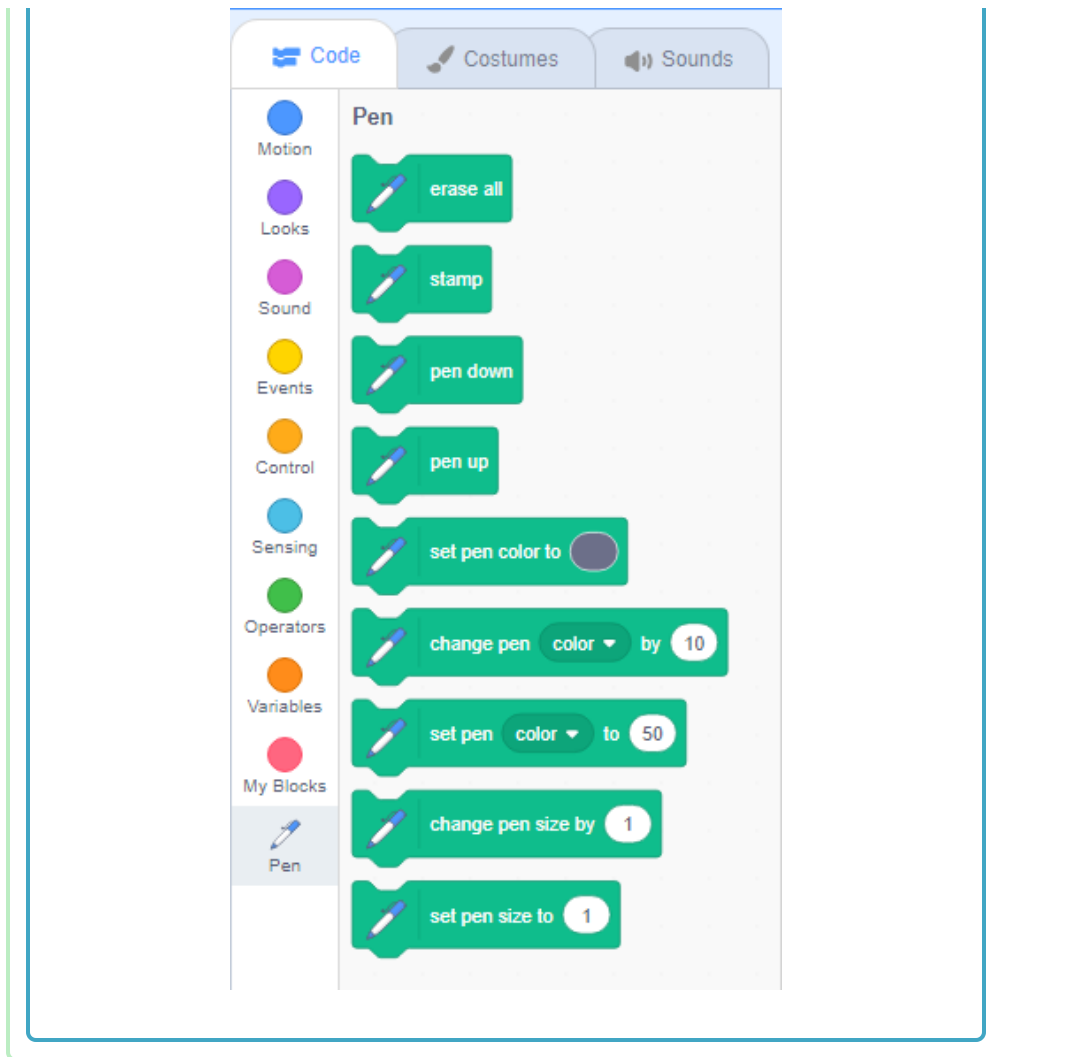 Code
Costumes
Sounds
Motion
Looks
Sound
Events
Control
Sensing
Operators
Variables
My Blocks
Pen
Pen
erase all
stamp
pen down
pen up
set pen color to
change pen color by 10
set pen color to 50
change pen size by 1
set pen size to 1